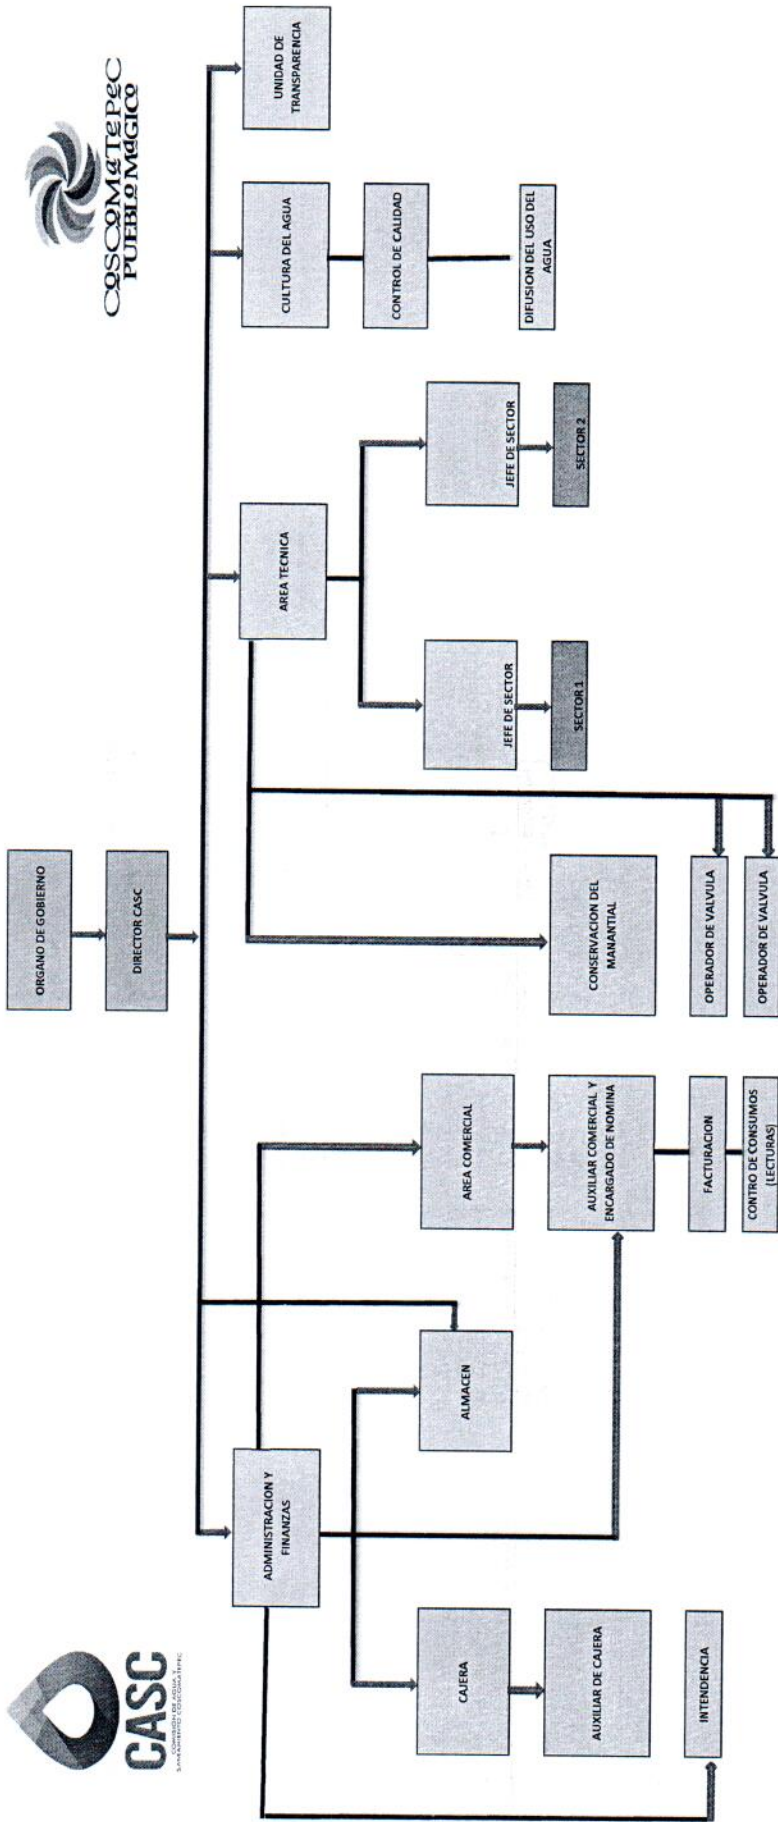 CASC
COMISIÓN DE AGUA Y
SANEAMIENTO COSCOMATEPEC
COSCOMATEPEC
PUEBLO MAGICO
ORGANO DE GOBIERNO
DIRECTOR CASC
ADMINISTRACION Y
FINANZAS
AREA TECNICA
CULTURA DEL AGUA
UNIDAD DE
TRANSPARENCIA
CAJERA
ALMACEN
AREA COMERCIAL
JEFE DE SECTOR
JEFE DE SECTOR
CONTROL DE CALIDAD
AUXILIAR DE CAJERA
AUXILIAR COMERCIAL Y
ENCARGADO DE NOMINA
CONSERVACION DEL
MANANTIAL
SECTOR 1
SECTOR 2
DIFUSION DEL USO DEL
AGUA
INTENDENCIA
FACTURACION
OPERADOR DE VALVULA
CONTRO DE CONSUMOS
(LECTURAS)
OPERADOR DE VALVULA